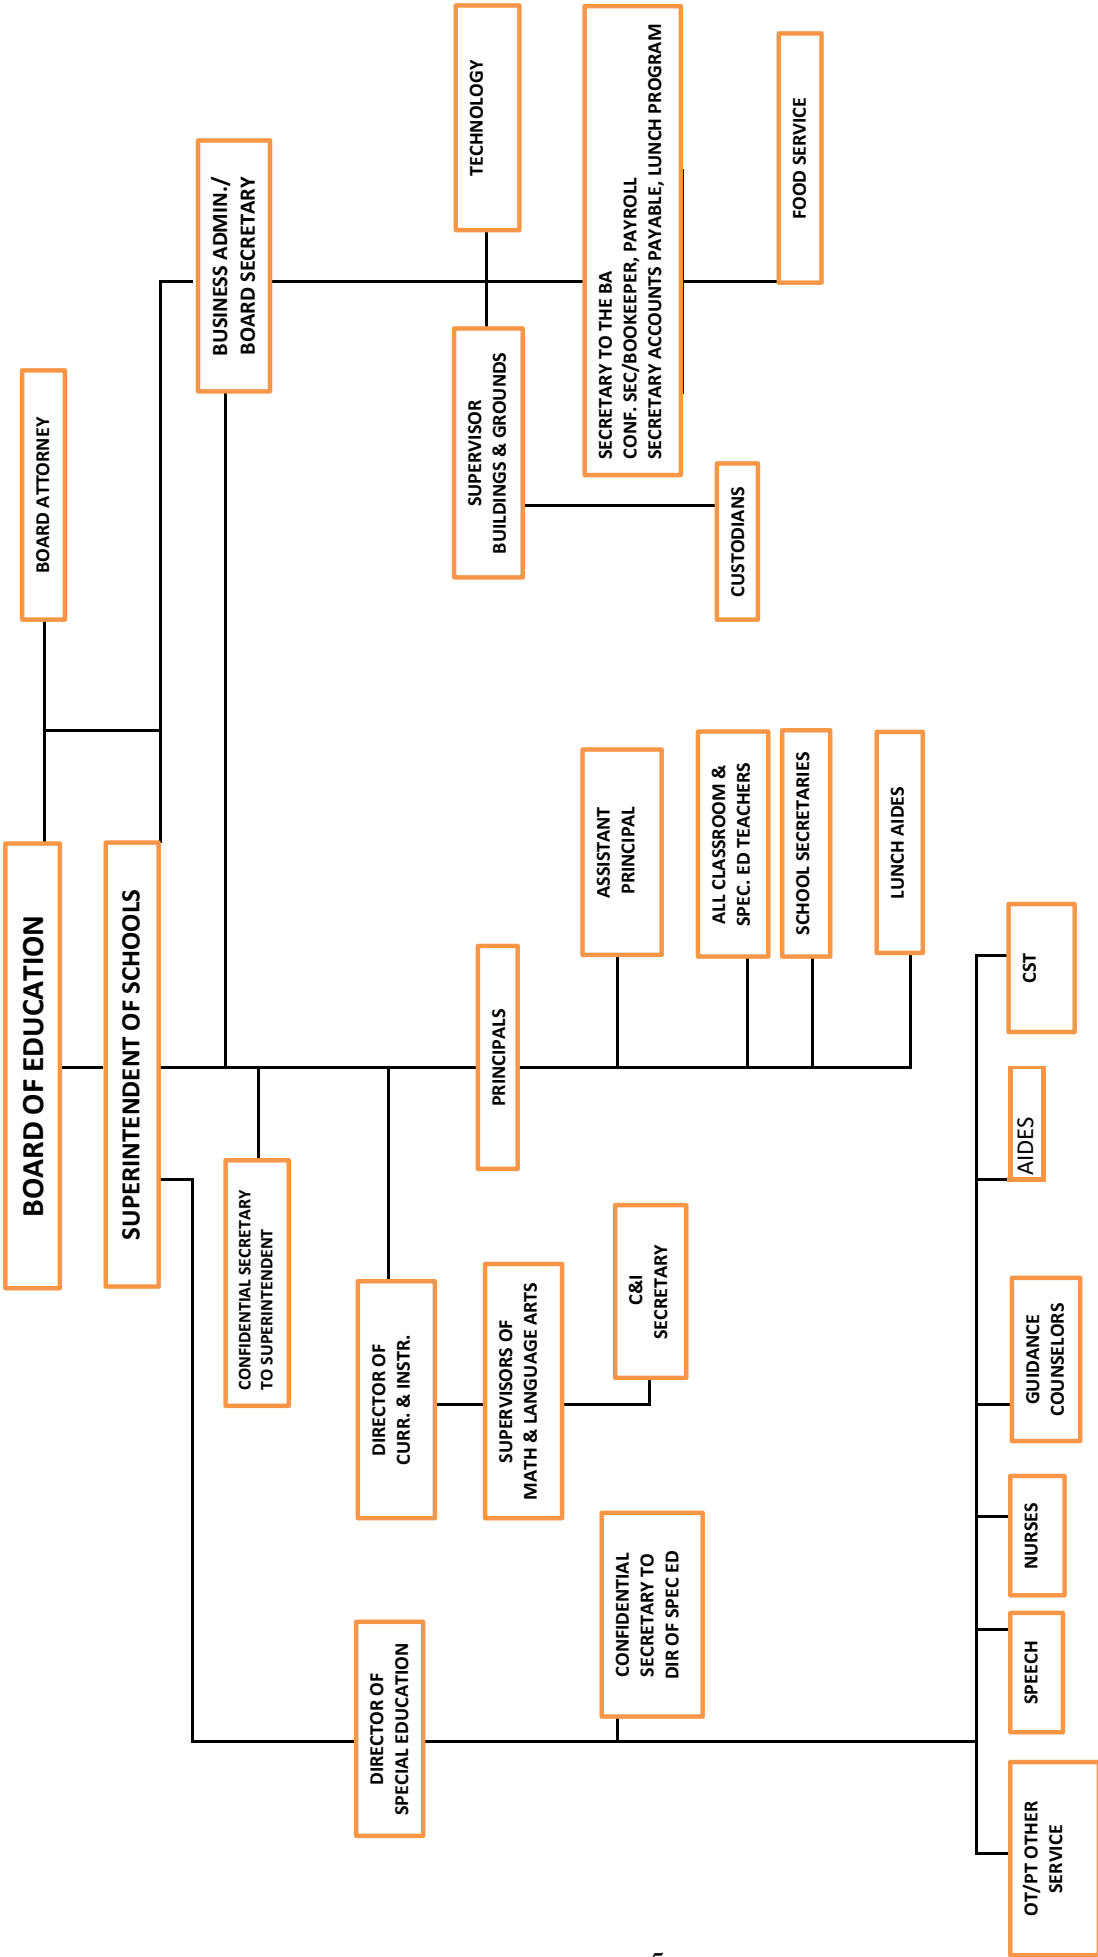 BOARD OF EDUCATION
BOARD ATTORNEY
SUPERINTENDENT OF SCHOOLS
BUSINESS ADMIN./
BOARD SECRETARY
CONFIDENTIAL SECRETARY
TO SUPERINTENDENT
DIRECTOR OF
SPECIAL EDUCATION
DIRECTOR OF
CURR. & INSTR.
PRINCIPALS
SUPERVISOR
BUILDINGS & GROUNDS
TECHNOLOGY
SUPERVISORS OF
MATH & LANGUAGE ARTS
CONFIDENTIAL
SECRETARY TO
DIR OF SPEC ED
C&I
SECRETARY
ASSISTANT
PRINCIPAL
SECRETARY TO THE BA
CONF. SEC/BOOKEEPER, PAYROLL
SECRETARY ACCOUNTS PAYABLE, LUNCH PROGRAM
ALL CLASSROOM &
SPEC. ED TEACHERS
CUSTODIANS
SCHOOL SECRETARIES
FOOD SERVICE
LUNCH AIDES
OT/PT OTHER
SERVICE
SPEECH
NURSES
GUIDANCE
COUNSELORS
AIDES
CST